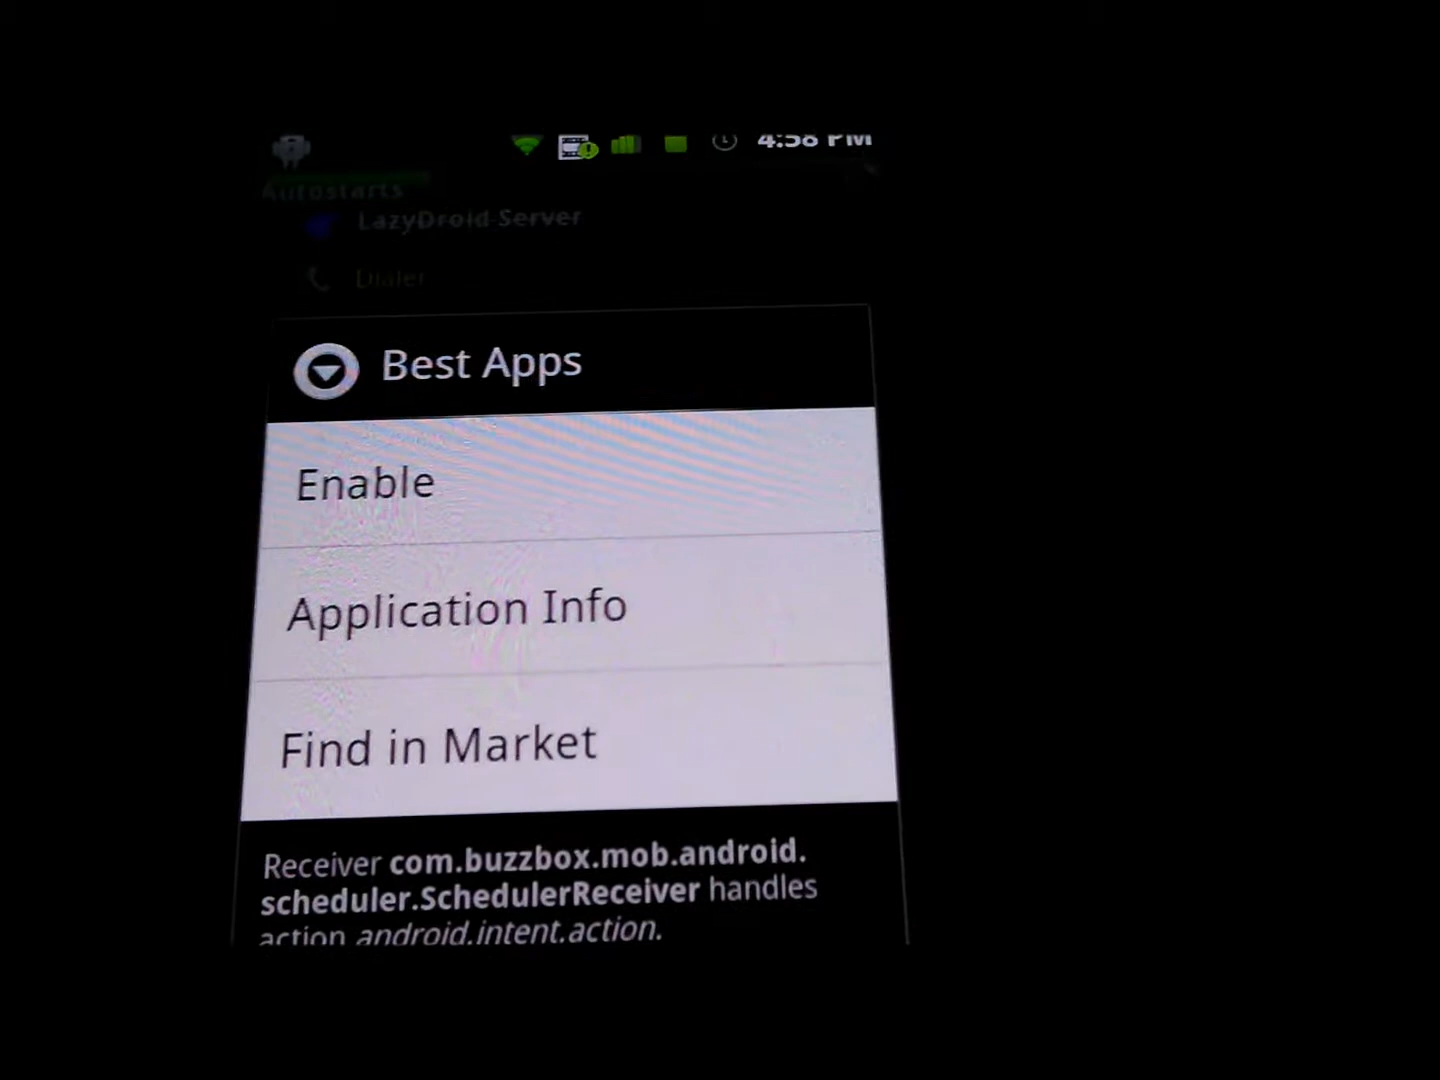 4:58 PM
Autostarts
LazyDroid Server
Dialer
Best Apps
Enable
Application Info
Find in Market
Receiver com.buzzbox.mob.android.
scheduler.SchedulerReceiver handles
action android.intent.action.